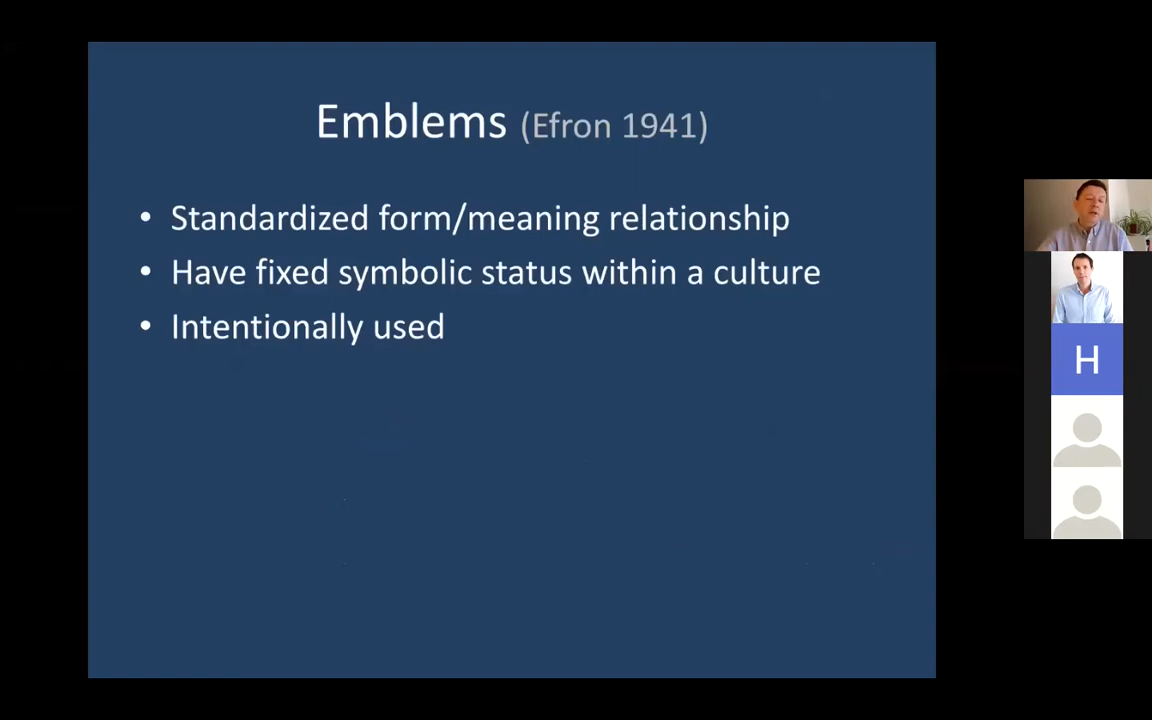 Emblems (Efron 1941)
• Standardized form/meaning relationship
• Have fixed symbolic status within a culture
• Intentionally used
H